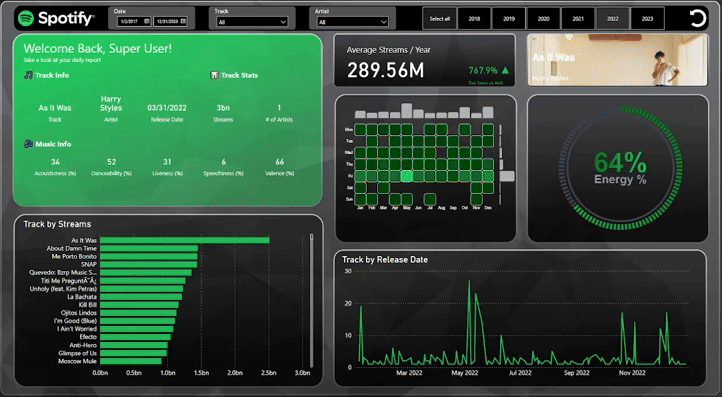 Spotify®
Date
1/2/2017
12/31/2023
Track
All
Artist
All
Select all
2018
2019
2020
2021
2022
2023
Welcome Back, Super User!
Take a look at your daily report
Track Info
Track Stats
As It Was
Harry
Styles
03/31/2022
3bn
1
Track
Artist
Release Date
Streams
# of Artists
Music Info
34
52
31
6
66
Acousticness (%)
Danceability (%)
Liveness (%)
Speechiness (%)
Valence (%)
Average Streams / Year
289.56M
767.9% ▲
As It Was
Harry Styles
Mon
Tue
Wed
Thu
Fri
Sat
Sun
Jan Feb Mar Apr May Jun Jul Aug Sep Oct Nov Dec
64%
Energy %
Track by Streams
As It Was
About Damn Time
Me Porto Bonito
SNAP
Quevedo: Bzrp Music S...
Titi Me PreguntÃ
Unholy (feat. Kim Petras)
La Bachata
Kill Bill
Ojitos Lindos
I'm Good (Blue)
I Ain't Worried
Efecto
Anti-Hero
Glimpse of Us
Moscow Mule
0.0bn 0.5bn 1.0bn 1.5bn 2.0bn 2.5bn 3.0bn
Track by Release Date
30
20
10
0
Mar 2022 May 2022 Jul 2022 Sep 2022 Nov 2022